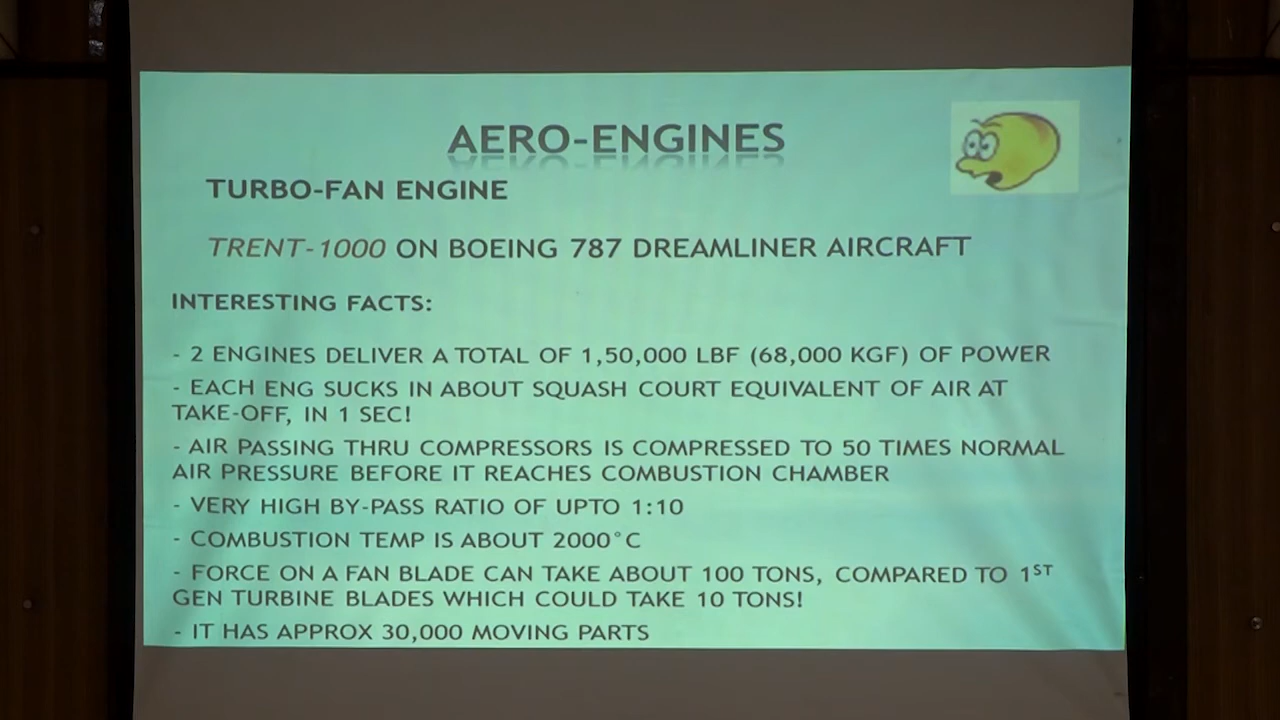 AERO-ENGINES
TURBO-FAN ENGINE
TRENT-1000 ON BOEING 787 DREAMLINER AIRCRAFT
INTERESTING FACTS:
- 2 ENGINES DELIVER A TOTAL OF 1,50,000 LBF (68,000 KGF) OF POWER
- EACH ENG SUCKS IN ABOUT SQUASH COURT EQUIVALENT OF AIR AT
TAKE-OFF, IN 1 SEC!
- AIR PASSING THRU COMPRESSORS IS COMPRESSED TO 50 TIMES NORMAL
AIR PRESSURE BEFORE IT REACHES COMBUSTION CHAMBER
- VERY HIGH BY-PASS RATIO OF UPTO 1:10
- COMBUSTION TEMP IS ABOUT 2000°C
- FORCE ON A FAN BLADE CAN TAKE ABOUT 100 TONS, COMPARED TO 1ST
GEN TURBINE BLADES WHICH COULD TAKE 10 TONS!
- IT HAS APPROX 30,000 MOVING PARTS